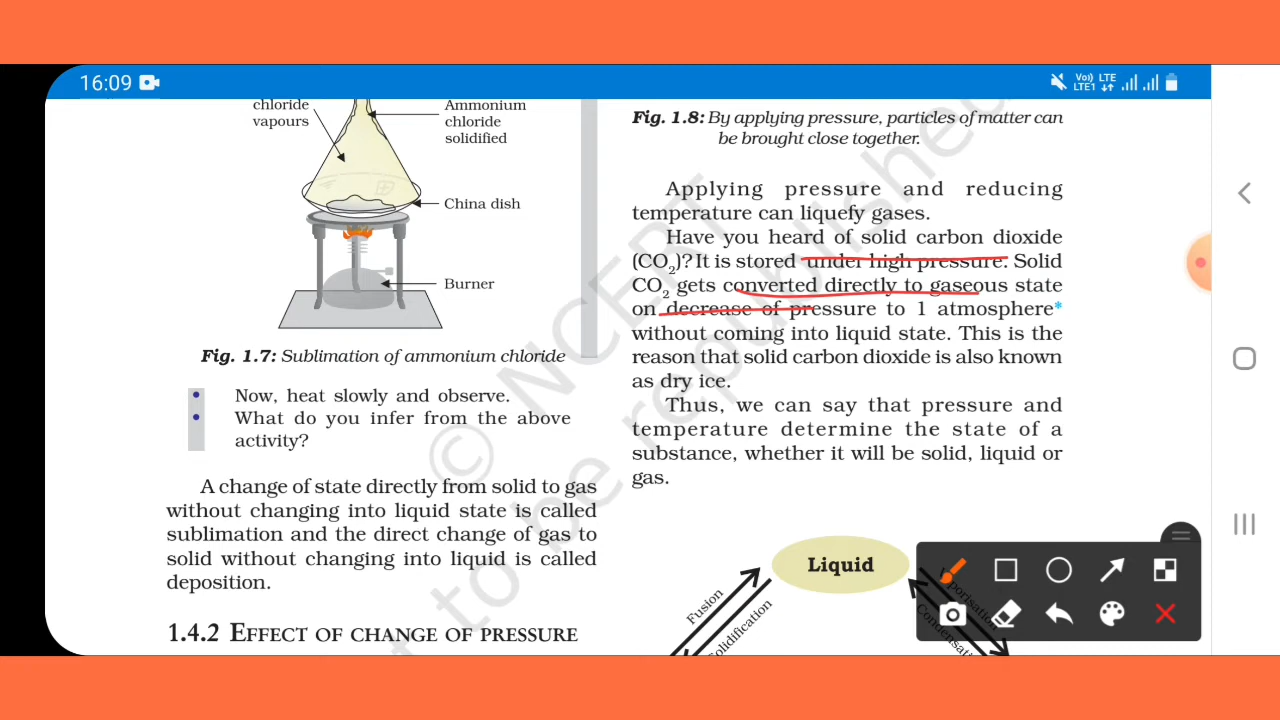 16:09
Vo)) LTE
LTE1
chloride
vapours
Ammonium
chloride
solidified
China dish
Burner
Fig. 1.7: Sublimation of ammonium chloride
• Now, heat slowly and observe.
• What do you infer from the above
activity?
A change of state directly from solid to gas
without changing into liquid state is called
sublimation and the direct change of gas to
solid without changing into liquid is called
deposition.
1.4.2 EFFECT OF CHANGE OF PRESSURE
Fig. 1.8: By applying pressure, particles of matter can
be brought close together.
Applying pressure and reducing
temperature can liquefy gases.
Have you heard of solid carbon dioxide
(CO2)? It is stored under high pressure. Solid
CO2 gets converted directly to gaseous state
on decrease of pressure to 1 atmosphere*
without coming into liquid state. This is the
reason that solid carbon dioxide is also known
as dry ice.
Thus, we can say that pressure and
temperature determine the state of a
substance, whether it will be solid, liquid or
gas.
Liquid
Fusion
Solidification
© NCERT
to be republished